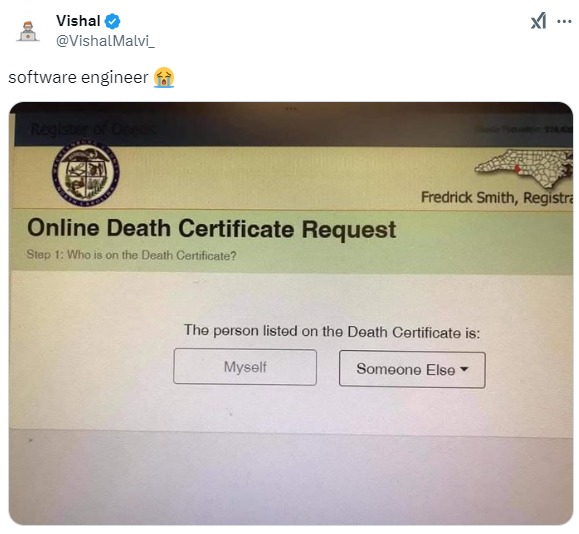 Vishal
@VishalMalvi_
software engineer 😭
Register of Deeds
Fredrick Smith, Registra
Online Death Certificate Request
Step 1: Who is on the Death Certificate?
The person listed on the Death Certificate is:
Myself
Someone Else